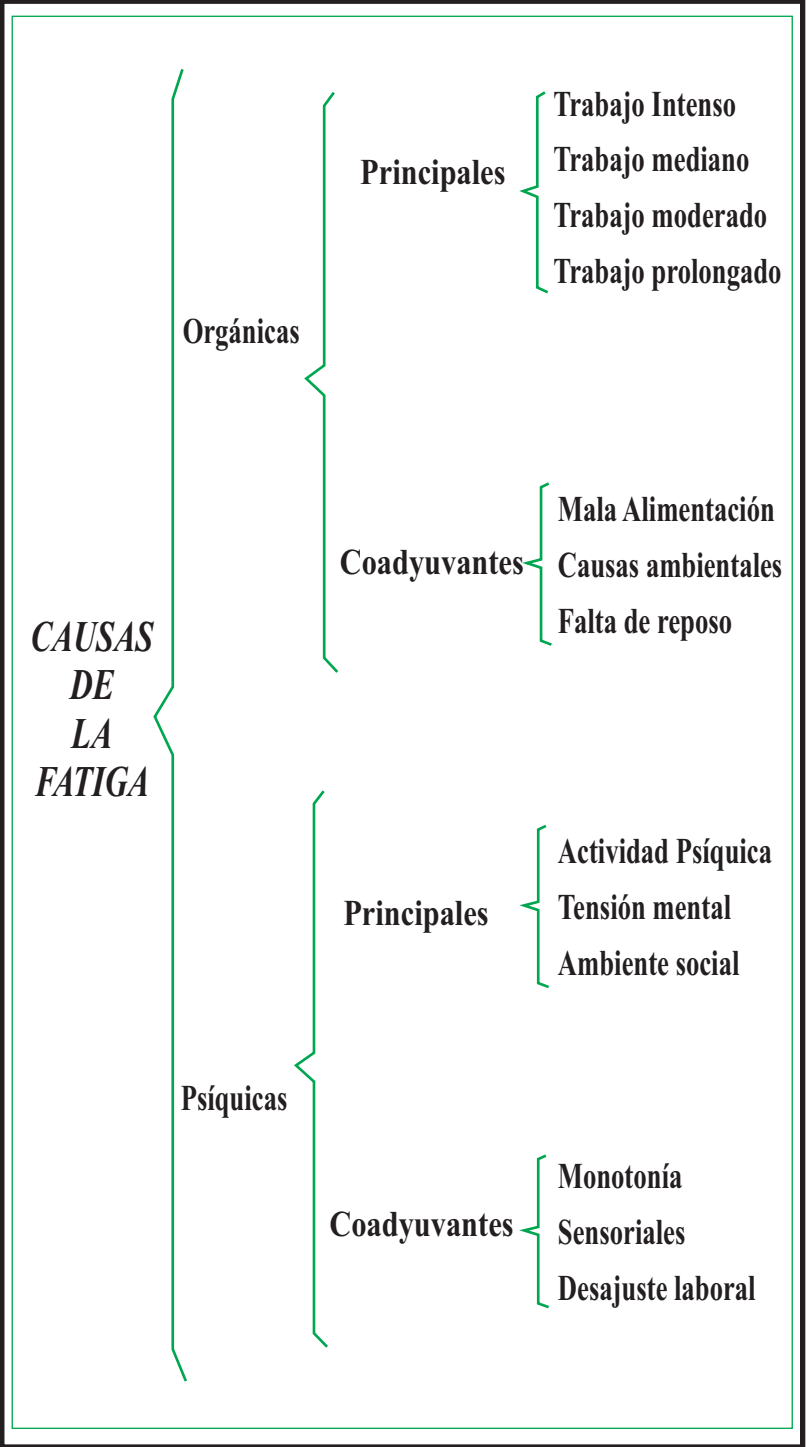 CAUSAS
DE
LA
FATIGA
Orgánicas
Principales
Trabajo Intenso
Trabajo mediano
Trabajo moderado
Trabajo prolongado
Coadyuvantes
Mala Alimentación
Causas ambientales
Falta de reposo
Psíquicas
Principales
Actividad Psíquica
Tensión mental
Ambiente social
Coadyuvantes
Monotonía
Sensoriales
Desajuste laboral